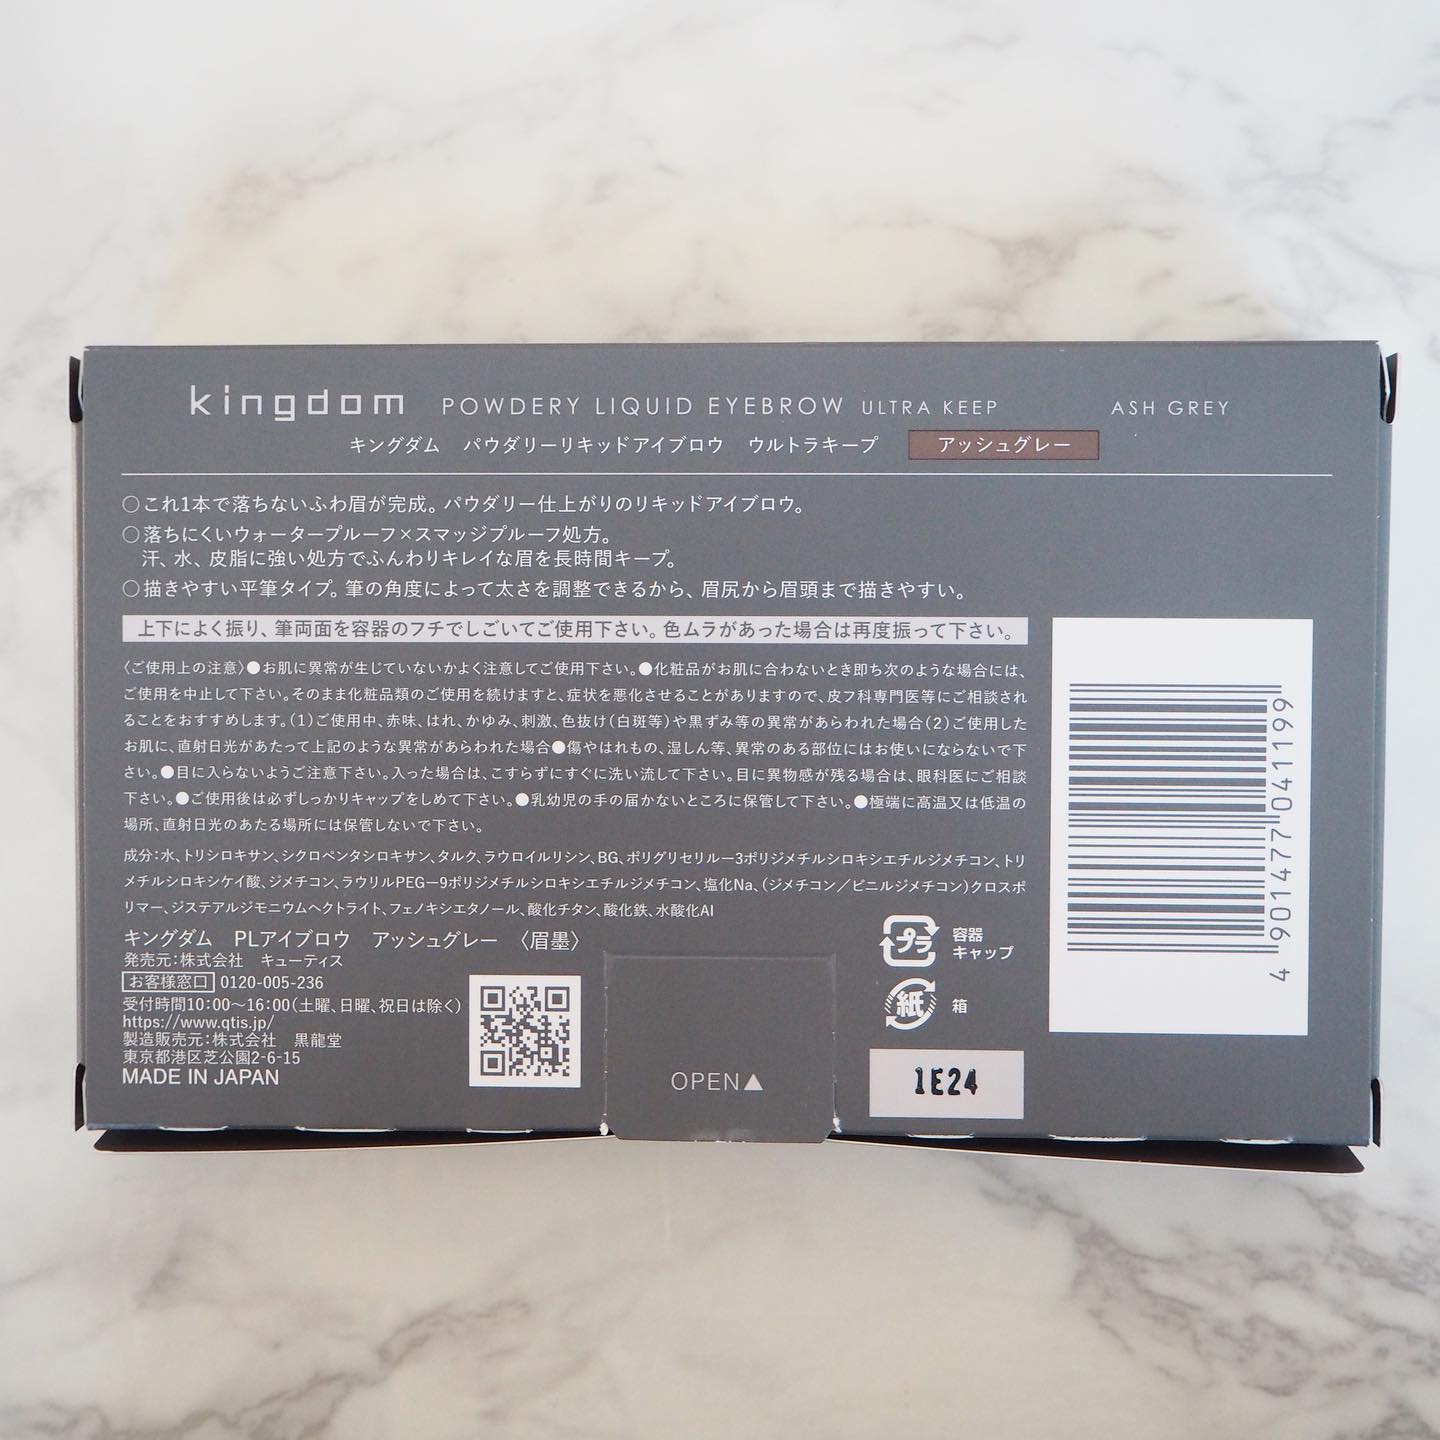 kingdom POWDERY LIQUID EYEBROW ULTRA KEEP ASH GREY
キングダム パウダリーリキッドアイブロウ ウルトラキープ アッシュグレー
○これ1本で落ちないふわ眉が完成。パウダリー仕上がりのリキッドアイブロウ。
○落ちにくいウォータープルーフ×スマッジプルーフ処方。
汗、水、皮脂に強い処方でふんわりキレイな眉を長時間キープ。
○描きやすい平筆タイプ。筆の角度によって太さを調整できるから、眉尻から眉頭まで描きやすい。
上下によく振り、筆両面を容器のフチでしごいてご使用下さい。色ムラがあった場合は再度振って下さい。
〈ご使用上の注意〉●お肌に異常が生じていないかよく注意してご使用下さい。●化粧品がお肌に合わないとき即ち次のような場合には、
ご使用を中止して下さい。そのまま化粧品類のご使用を続けますと、症状を悪化させることがありますので、皮フ科専門医等にご相談され
ることをおすすめします。(1)ご使用中、赤味、はれ、かゆみ、刺激、色抜け(白斑等)や黒ずみ等の異常があらわれた場合(2)ご使用した
お肌に、直射日光があたって上記のような異常があらわれた場合●傷やはれもの、湿しん等、異常のある部位にはお使いにならないで下
さい。●目に入らないようご注意下さい。入った場合は、こすらずにすぐに洗い流して下さい。目に異物感が残る場合は、眼科医にご相談
下さい。●ご使用後は必ずしっかりキャップをしめて下さい。●乳幼児の手の届かないところに保管して下さい。●極端に高温又は低温の
場所、直射日光のあたる場所には保管しないで下さい。
成分:水、トリシロキサン、シクロペンタシロキサン、タルク、ラウロイルリシン、BG、ポリグリセリルー3ポリジメチルシロキシエチルジメチコン、トリ
メチルシロキシケイ酸、ジメチコン、ラウリルPEGー9ポリジメチルシロキシエチルジメチコン、塩化Na、(ジメチコン/ビニルジメチコン)クロスポ
リマー、ジステアルジモニウムヘクトライト、フェノキシエタノール、酸化チタン、酸化鉄、水酸化Al
キングダム PLアイブロウ アッシュグレー 〈眉墨〉
発売元:株式会社 キューティス
お客様窓口 0120-005-236
受付時間10:00〜16:00(土曜、日曜、祝日は除く)
https://www.qtis.jp/
製造販売元:株式会社 黒龍堂
東京都港区芝公園2-6-15
MADE IN JAPAN
OPEN▲
プラ 容器
キャップ
紙 箱
1E24
4 901477 041199